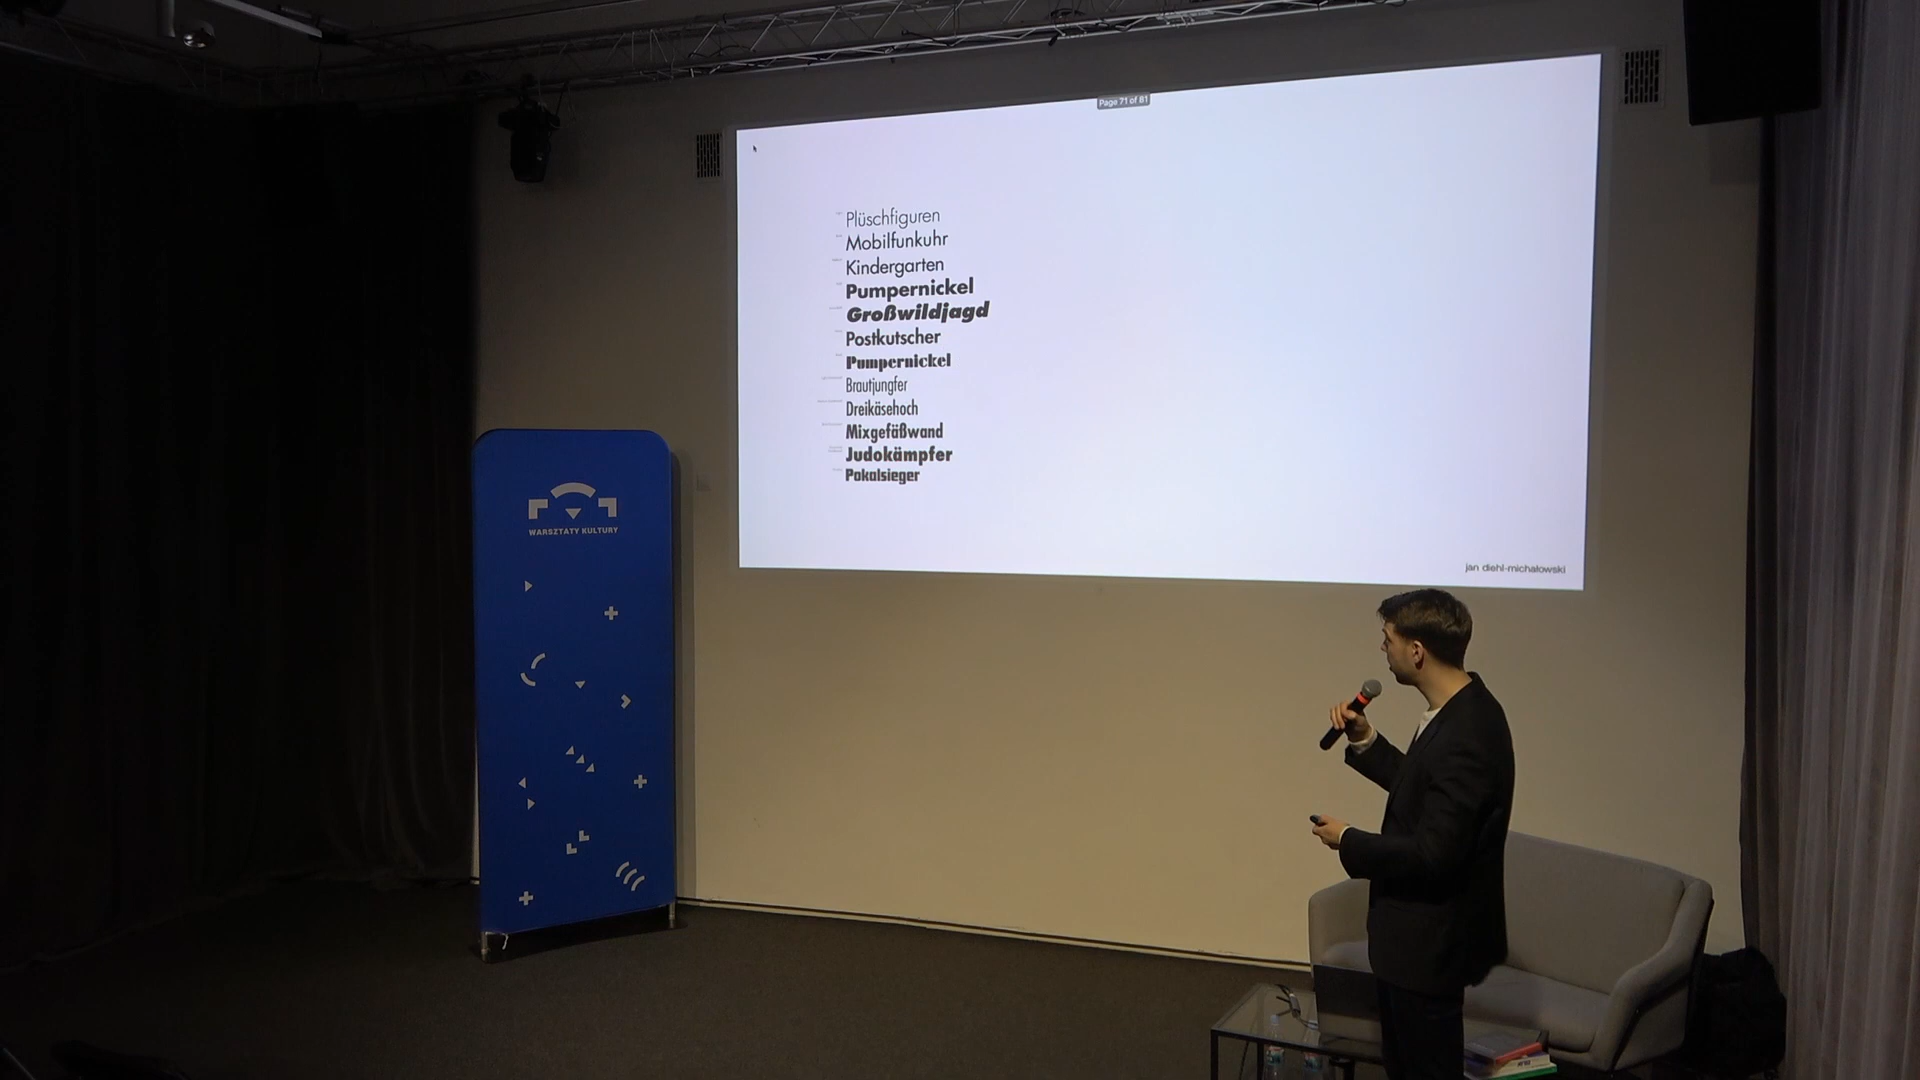 Page 71 of 81
Plüschfiguren
Mobilfunkuhr
Kindergarten
Pumpernickel
Großwildjagd
Postkutscher
Pumpernickel
Brautjungfer
Dreikäsehoch
Mixgefäßwand
Judokämpfer
Pokalsieger
jan diehl-michałowski
WARSZTATY KULTURY